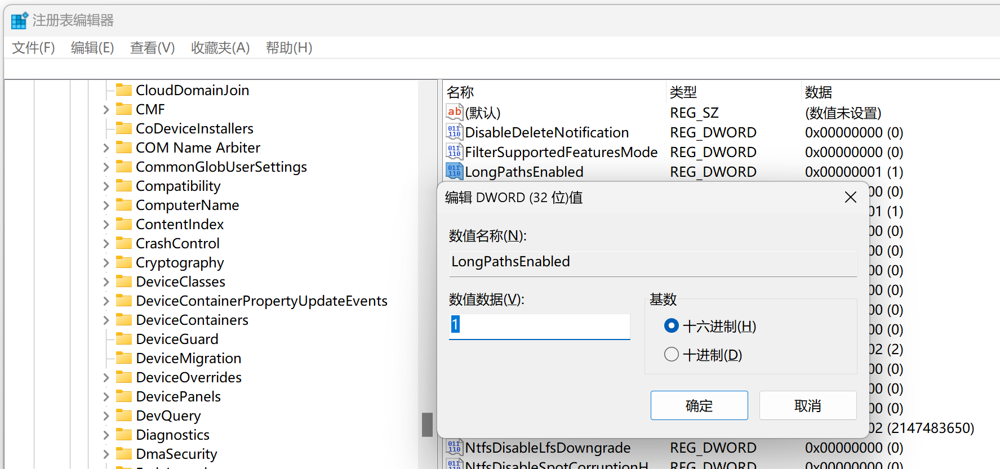 注册表编辑器
文件(F) 编辑(E) 查看(V) 收藏夹(A) 帮助(H)
CloudDomainJoin
CMF
CoDeviceInstallers
COM Name Arbiter
CommonGlobUserSettings
Compatibility
ComputerName
ContentIndex
CrashControl
Cryptography
DeviceClasses
DeviceContainerPropertyUpdateEvents
DeviceContainers
DeviceGuard
DeviceMigration
DeviceOverrides
DevicePanels
DevQuery
Diagnostics
DmaSecurity
名称 类型 数据
ab (默认) REG_SZ (数值未设置)
DisableDeleteNotification REG_DWORD 0x00000000 (0)
FilterSupportedFeaturesMode REG_DWORD 0x00000000 (0)
LongPathsEnabled REG_DWORD 0x00000001 (1)
00 (0)
01 (1)
00 (0)
00 (0)
00 (0)
00 (0)
00 (0)
00 (0)
02 (2)
00 (0)
00 (0)
00 (0)
02 (2147483650)
编辑 DWORD (32 位)值
数值名称(N):
LongPathsEnabled
数值数据(V):
1
基数
十六进制(H)
十进制(D)
确定 取消
NtfsDisableLfsDowngrade REG_DWORD 0x00000000 (0)
NtfsDisableSpotCorruptionH REG_DWORD 0x00000000 (0)